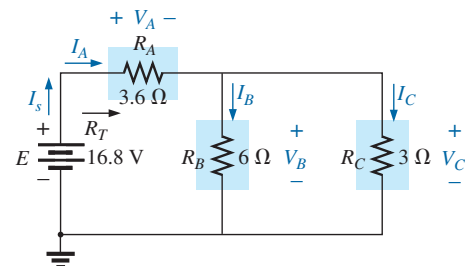 + V_A −
I_A
R_A
3.6 Ω
I_s
R_T
I_B
I_C
+
E
16.8 V
−
R_B
6 Ω
+
V_B
−
R_C
3 Ω
+
V_C
−